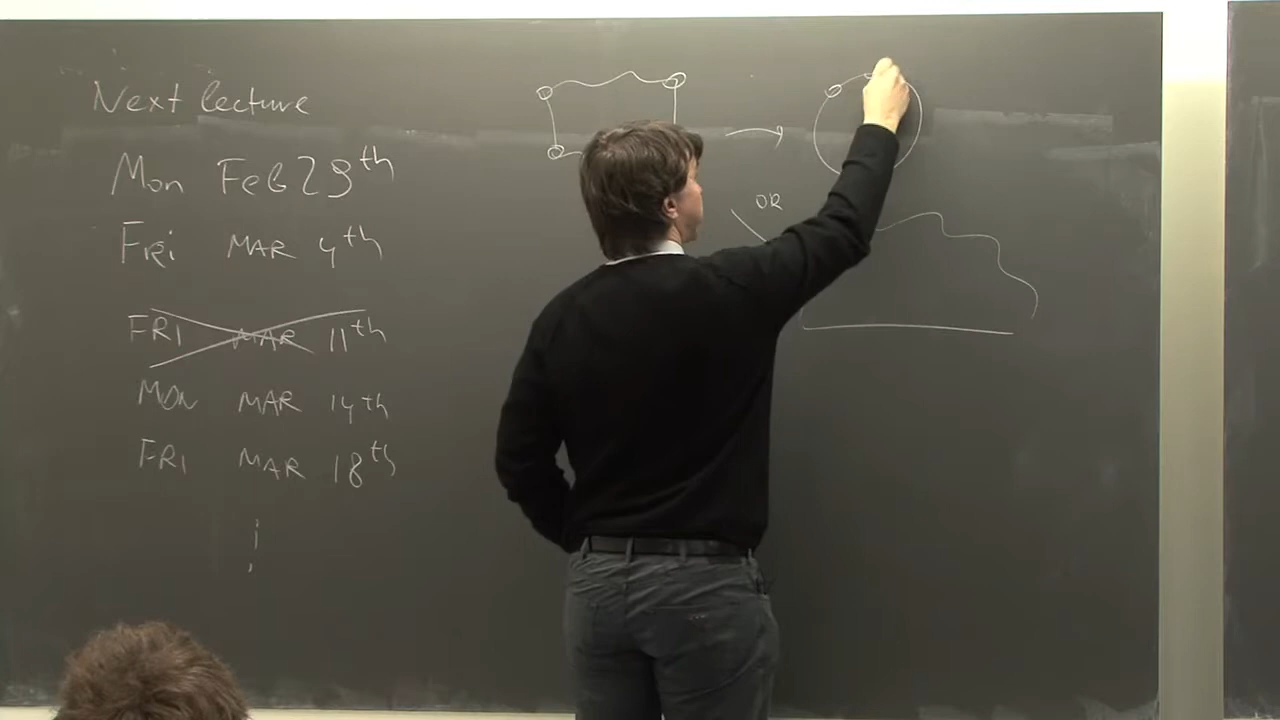 Next lecture
Mon Feb 29th
Fri MAR 4th
FRI MAR 11th
MON MAR 14th
FRI MAR 18th
OR